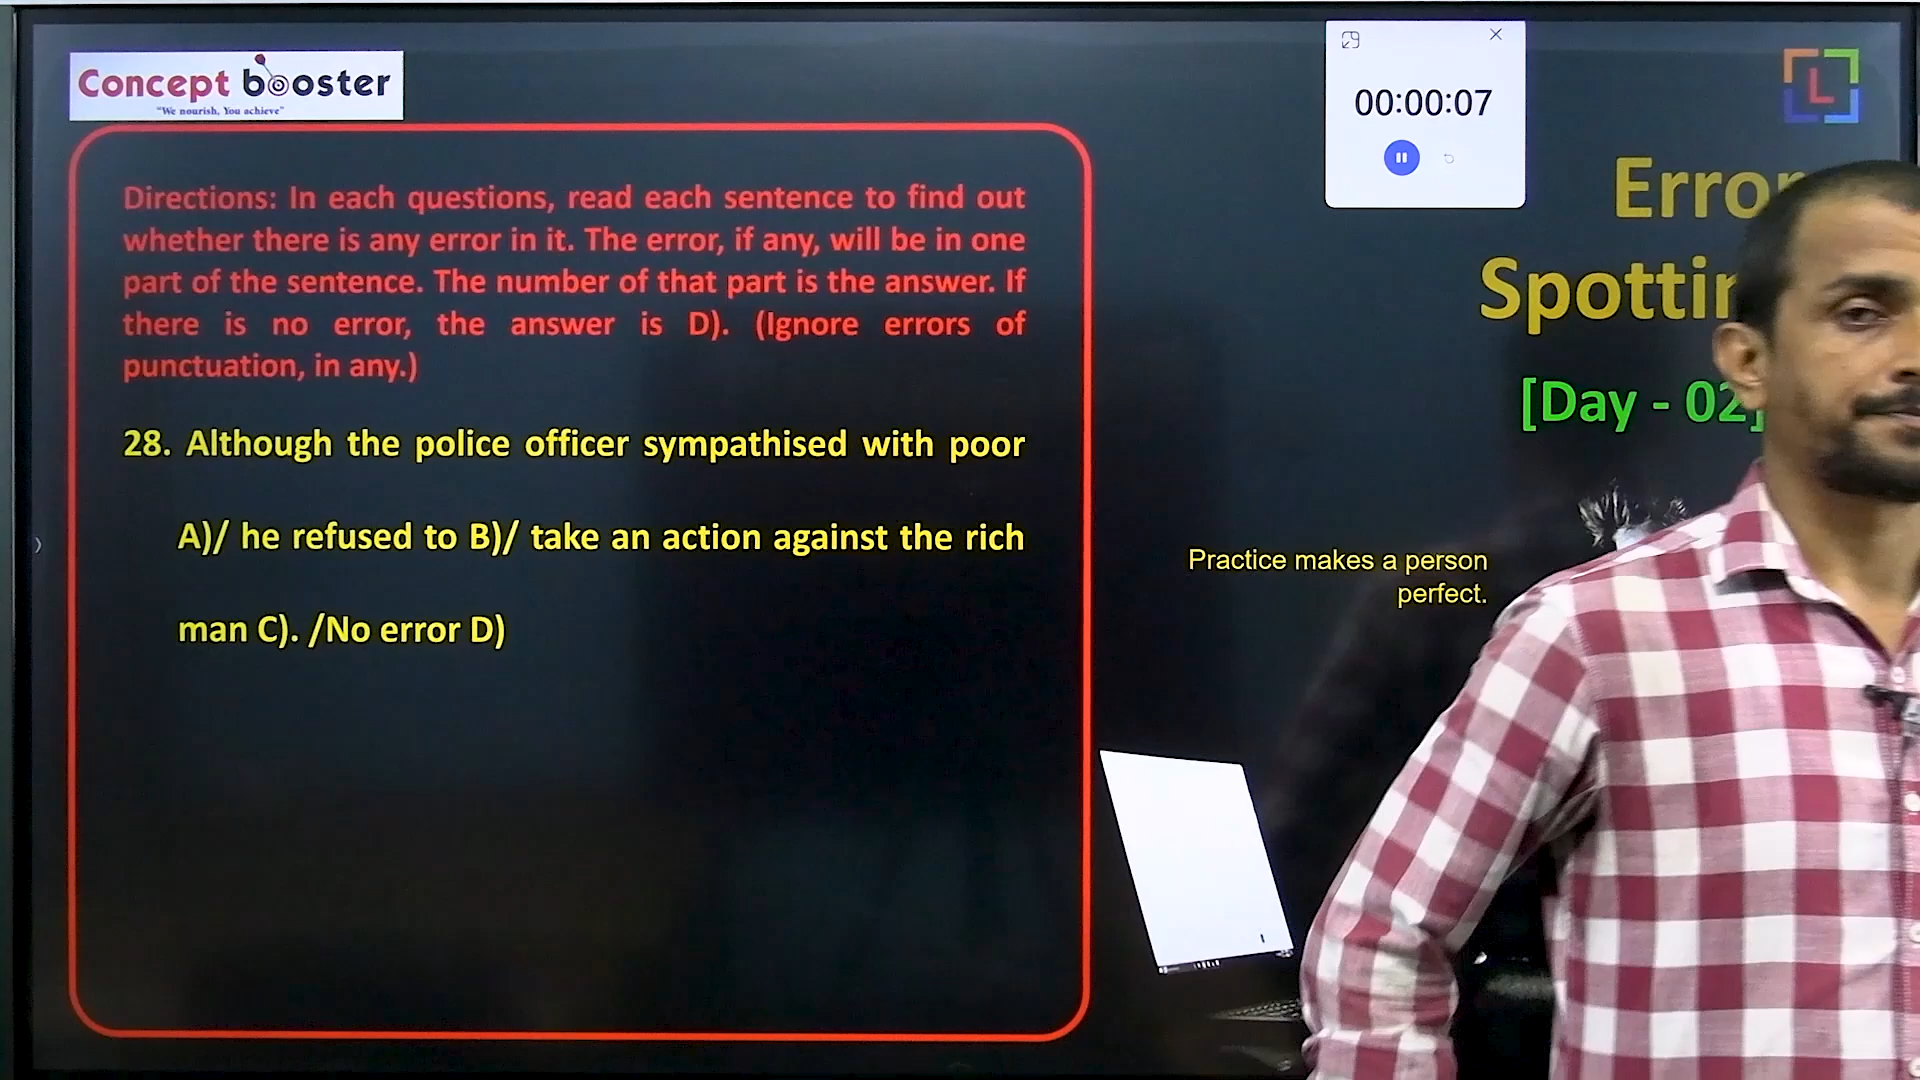 Concept booster
"We nourish, You achieve"
00:00:07
L
Directions: In each questions, read each sentence to find out
whether there is any error in it. The error, if any, will be in one
part of the sentence. The number of that part is the answer. If
there is no error, the answer is D). (Ignore errors of
punctuation, in any.)
28. Although the police officer sympathised with poor
A)/ he refused to B)/ take an action against the rich
man C). /No error D)
Error
[Day - 02]
Practice makes a person
perfect.